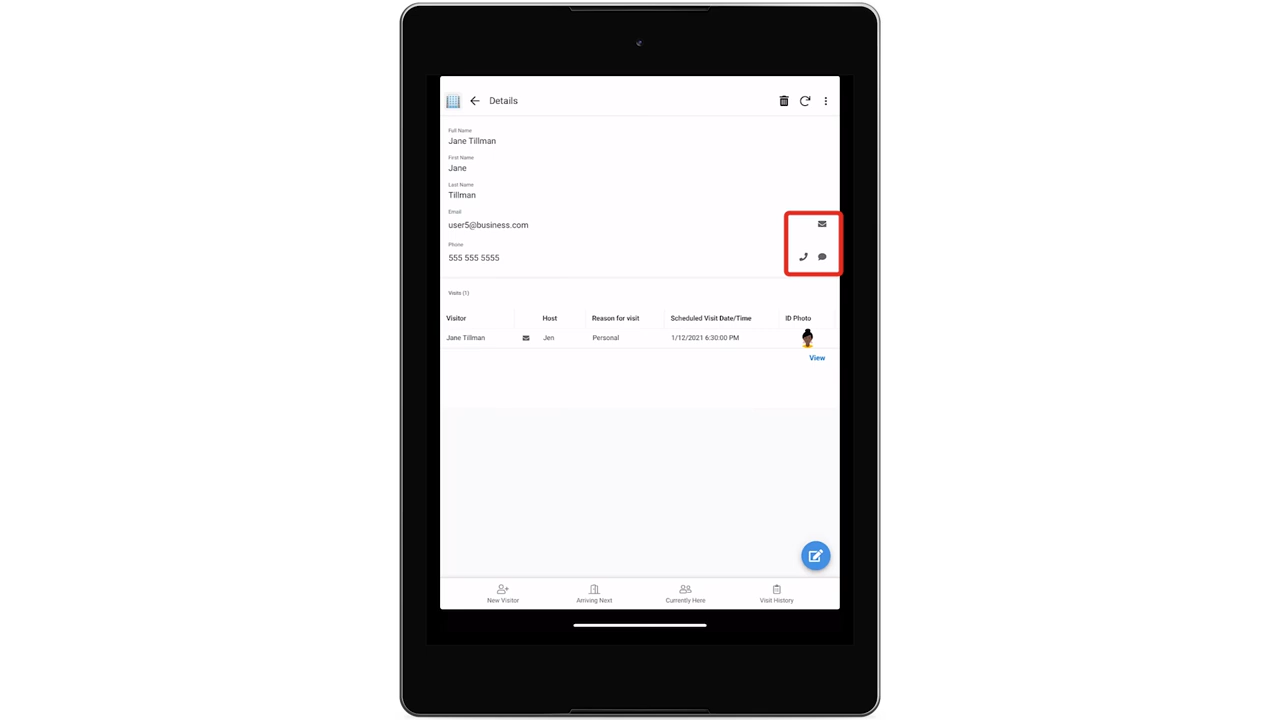 Details
Full Name
Jane Tillman
First Name
Jane
Last Name
Tillman
Email
user5@business.com
Phone
555 555 5555
Visits (1)
Visitor Host Reason for visit Scheduled Visit Date/Time ID Photo
Jane Tillman Jen Personal 1/12/2021 6:30:00 PM
View
New Visitor Arriving Next Currently Here Visit History